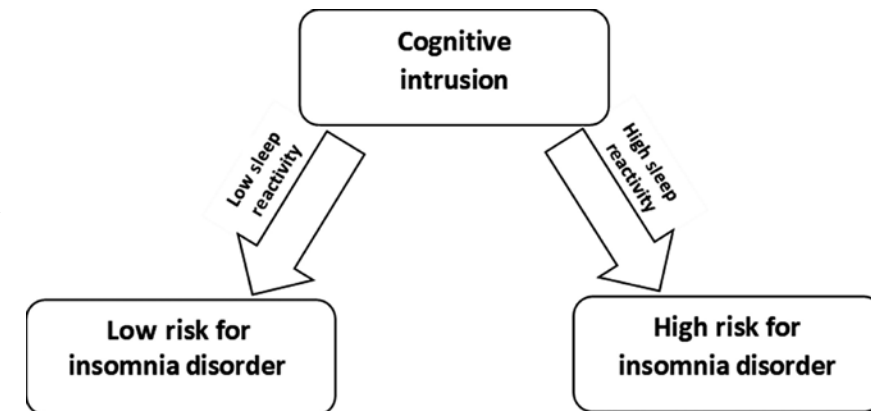 Cognitive
intrusion
Low sleep
reactivity
High sleep
reactivity
Low risk for
insomnia disorder
High risk for
insomnia disorder